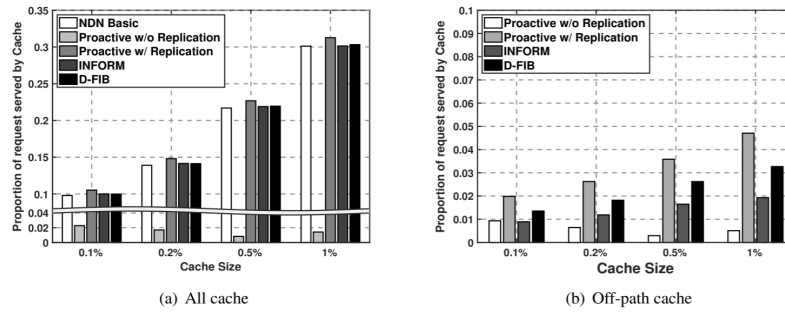 Proportion of request served by Cache
0.35
0.3
0.25
0.2
0.15
0.1
0.04
0.02
0
NDN Basic
Proactive w/o Replication
Proactive w/ Replication
INFORM
D-FIB
0.1%
0.2%
0.5%
1%
Cache Size
(a) All cache
Proportion of request served by Cache
0.1
0.09
0.08
0.07
0.06
0.05
0.04
0.03
0.02
0.01
0
Proactive w/o Replication
Proactive w/ Replication
INFORM
D-FIB
0.1%
0.2%
0.5%
1%
Cache Size
(b) Off-path cache